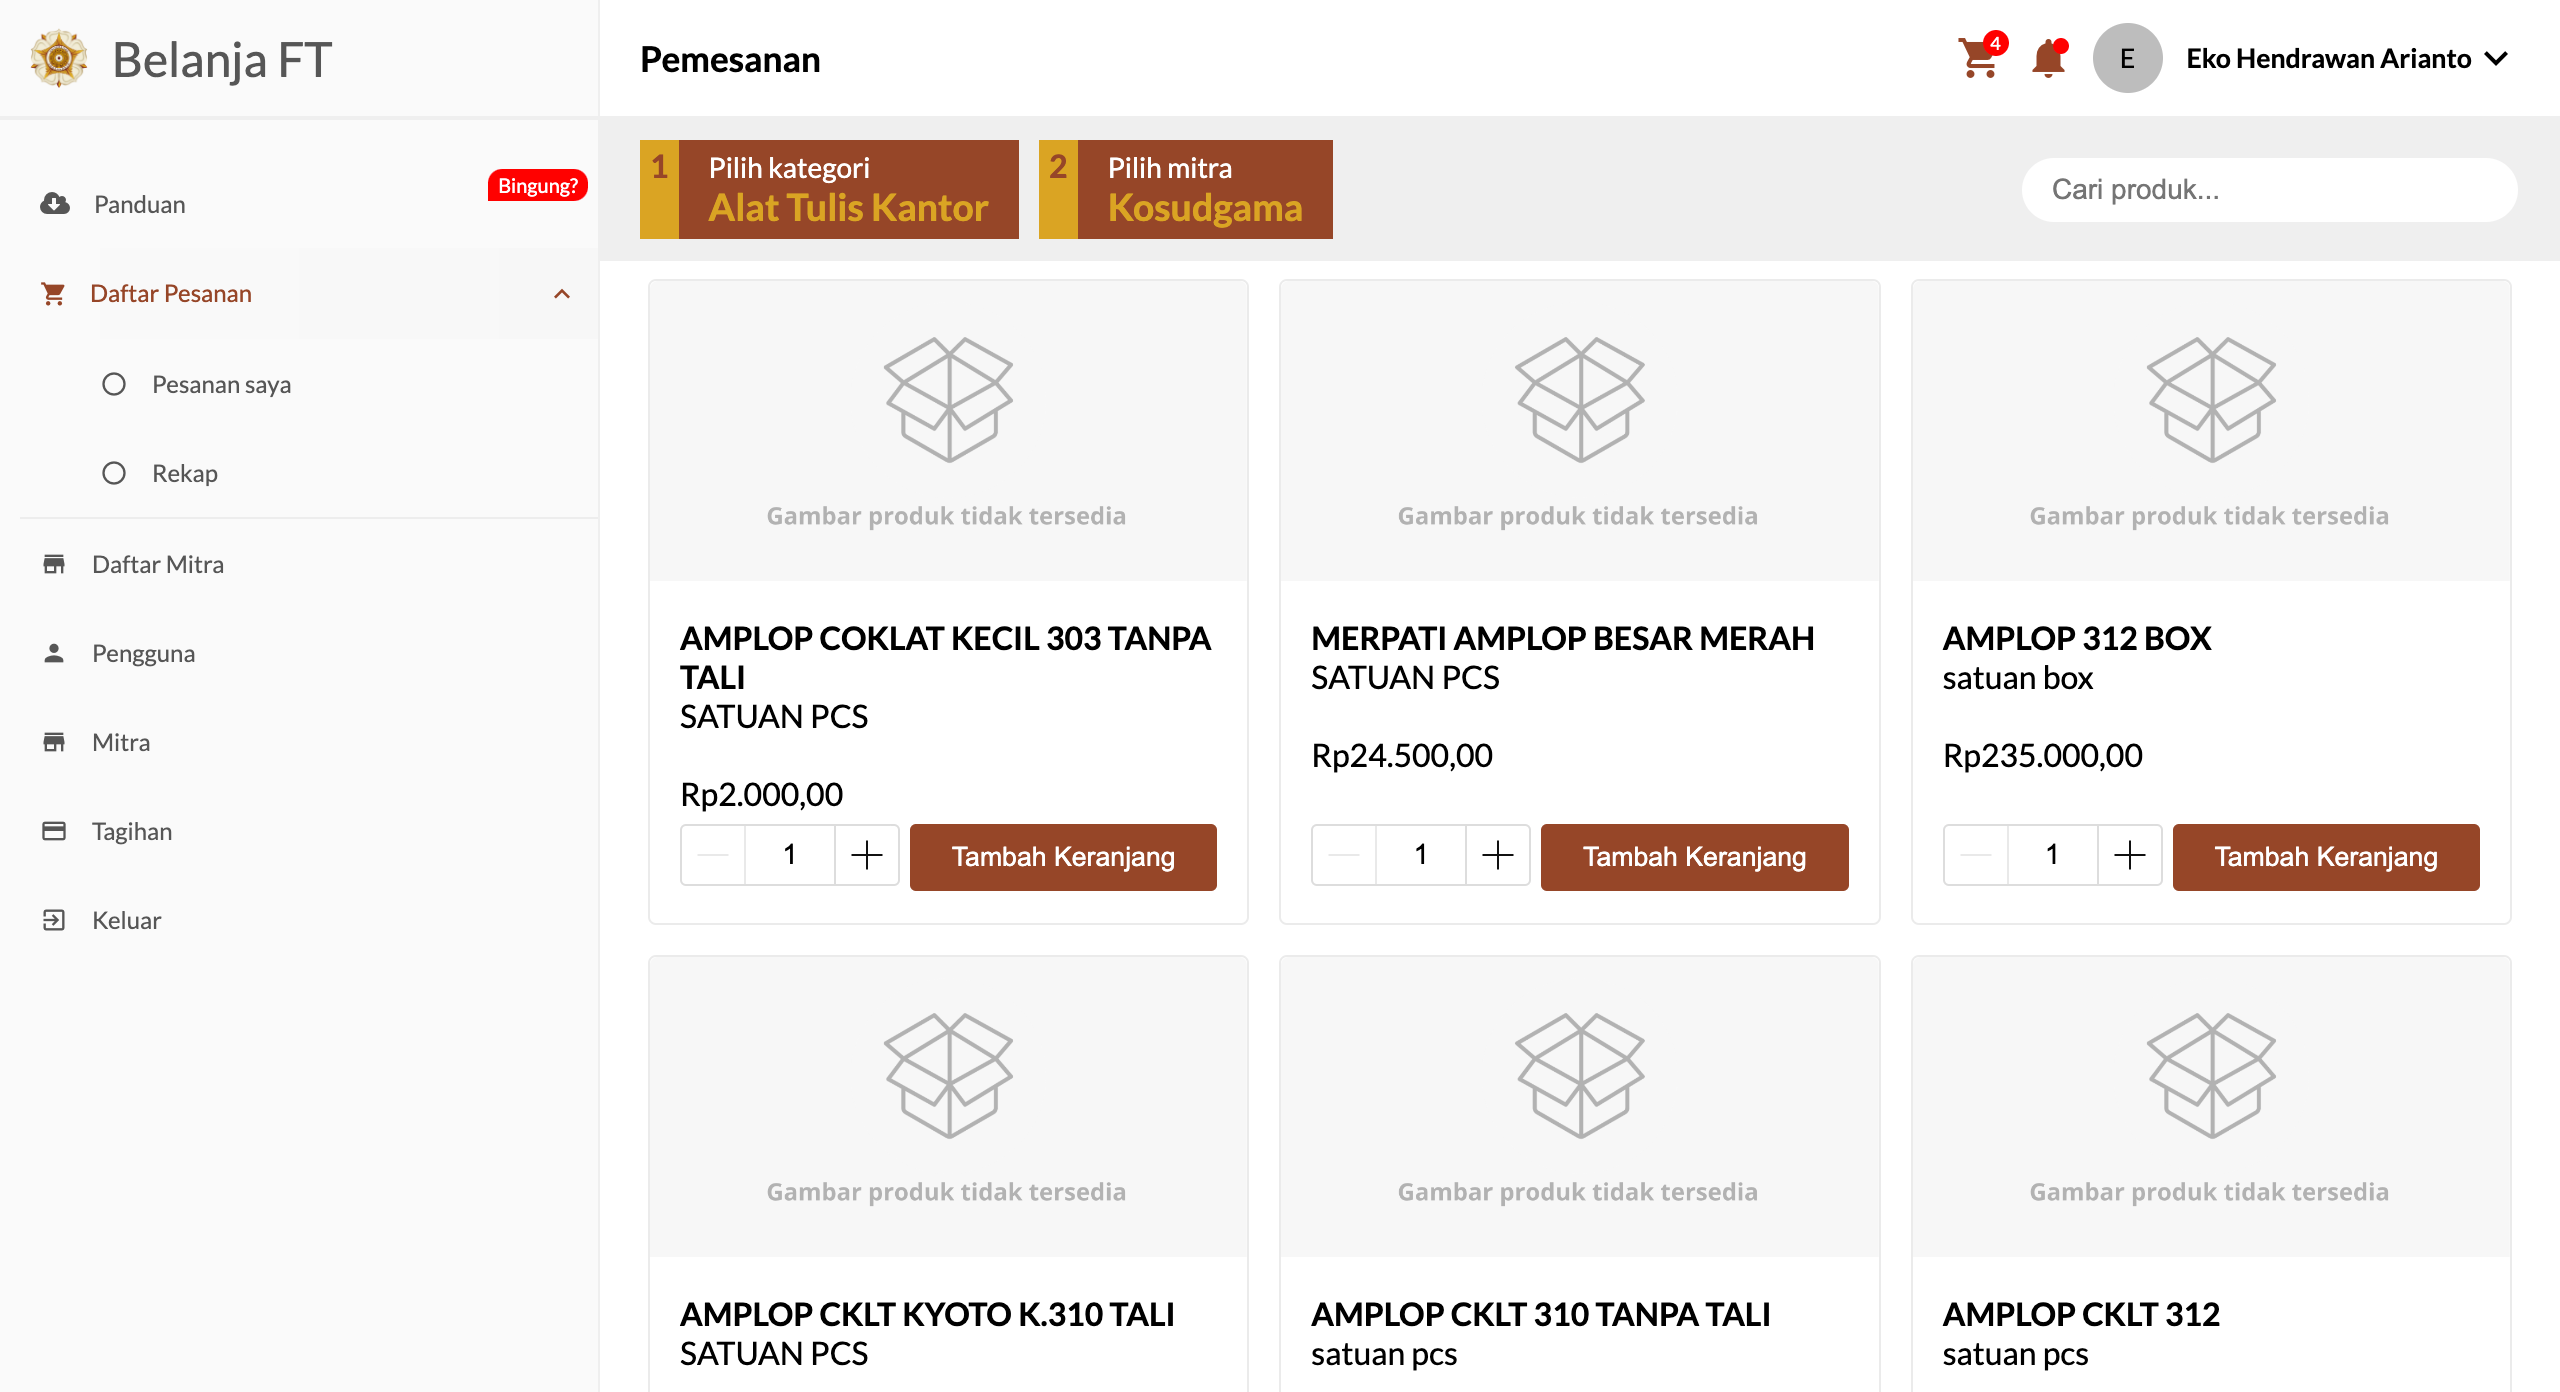 Belanja FT
Pemesanan
4
E
Eko Hendrawan Arianto
Panduan
Bingung?
Daftar Pesanan
Pesanan saya
Rekap
Daftar Mitra
Pengguna
Mitra
Tagihan
Keluar
1
Pilih kategori
Alat Tulis Kantor
2
Pilih mitra
Kosudgama
Cari produk...
Gambar produk tidak tersedia
AMPLOP COKLAT KECIL 303 TANPA
TALI
SATUAN PCS
Rp2.000,00
1
Tambah Keranjang
Gambar produk tidak tersedia
MERPATI AMPLOP BESAR MERAH
SATUAN PCS
Rp24.500,00
1
Tambah Keranjang
Gambar produk tidak tersedia
AMPLOP 312 BOX
satuan box
Rp235.000,00
1
Tambah Keranjang
Gambar produk tidak tersedia
AMPLOP CKLT KYOTO K.310 TALI
SATUAN PCS
Gambar produk tidak tersedia
AMPLOP CKLT 310 TANPA TALI
satuan pcs
Gambar produk tidak tersedia
AMPLOP CKLT 312
satuan pcs